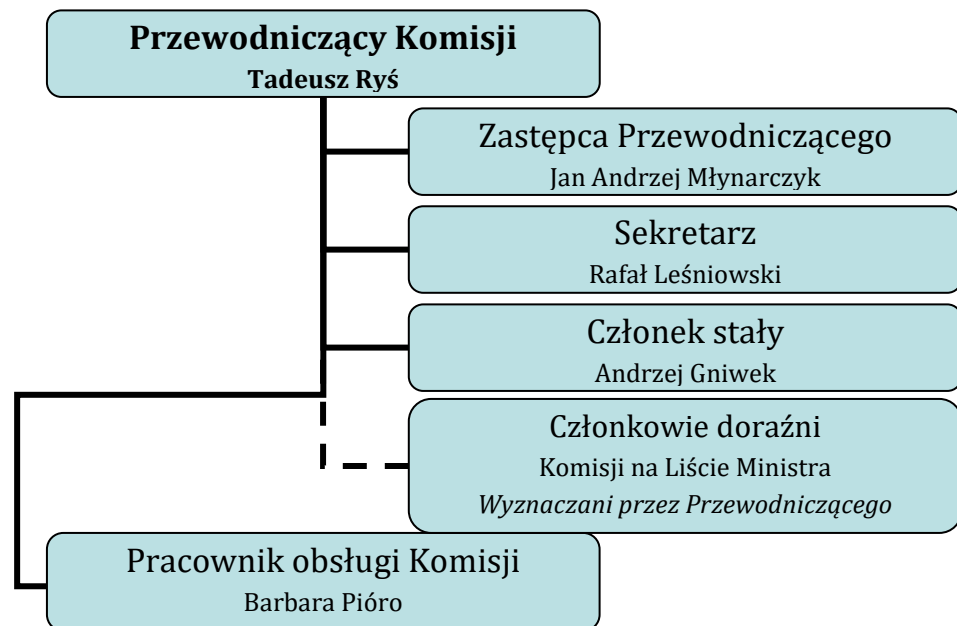 Przewodniczący Komisji
Tadeusz Ryś
Zastępca Przewodniczącego
Jan Andrzej Młynarczyk
Sekretarz
Rafał Leśniowski
Członek stały
Andrzej Gniwek
Członkowie doraźni
Komisji na Liście Ministra
Wyznaczani przez Przewodniczącego
Pracownik obsługi Komisji
Barbara Pióro